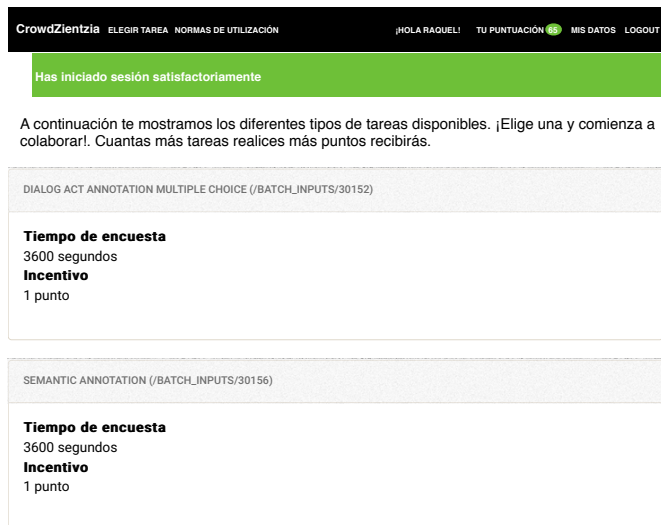 CrowdZientzia ELEGIR TAREA NORMAS DE UTILIZACIÓN ¡HOLA RAQUEL! TU PUNTUACIÓN 65 MIS DATOS LOGOUT
Has iniciado sesión satisfactoriamente
A continuación te mostramos los diferentes tipos de tareas disponibles. ¡Elige una y comienza a
colaborar!. Cuantas más tareas realices más puntos recibirás.
DIALOG ACT ANNOTATION MULTIPLE CHOICE (/BATCH_INPUTS/30152)
Tiempo de encuesta
3600 segundos
Incentivo
1 punto
SEMANTIC ANNOTATION (/BATCH_INPUTS/30156)
Tiempo de encuesta
3600 segundos
Incentivo
1 punto